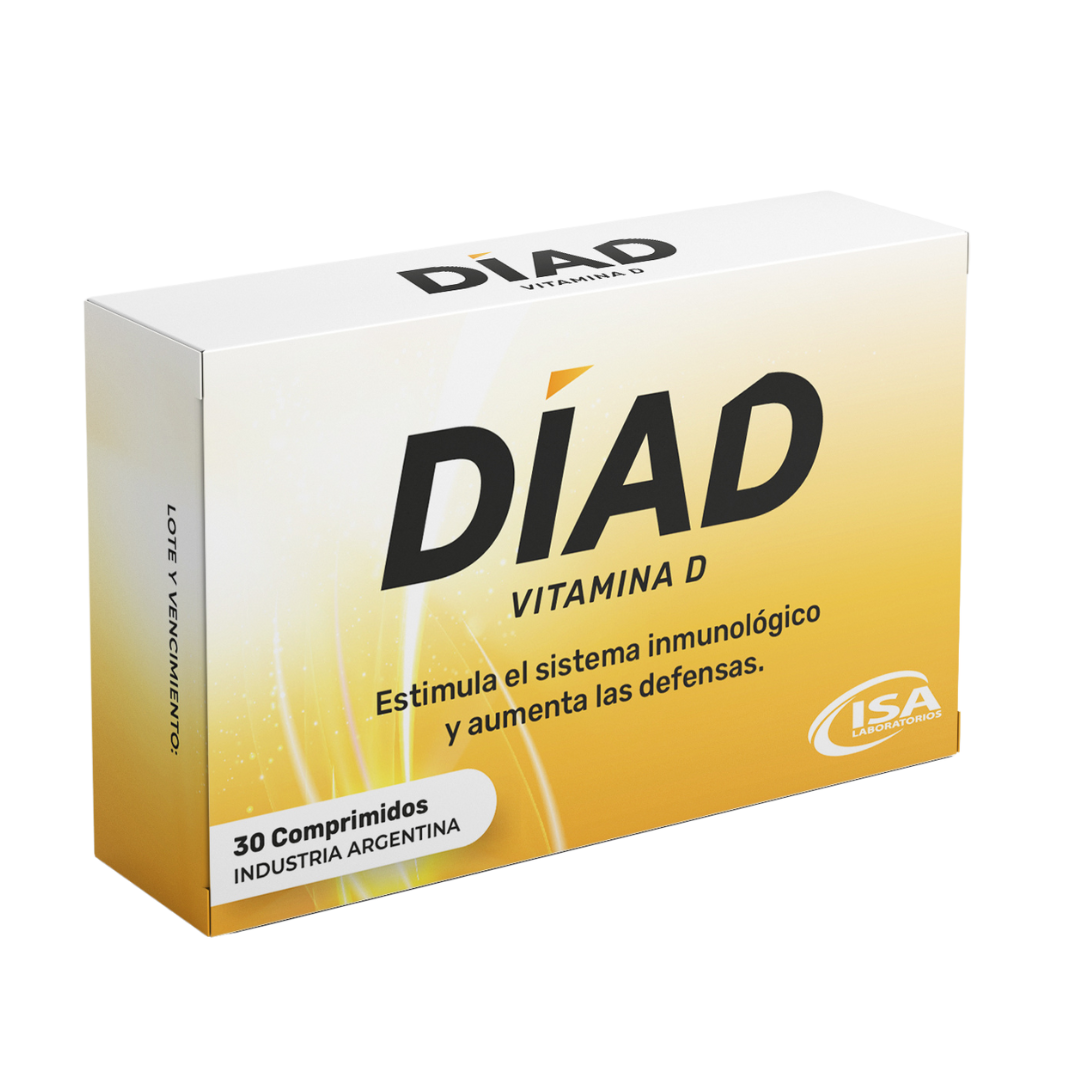 DÍAD
VITAMINA D
DÍAD
VITAMINA D
Estimula el sistema inmunológico
y aumenta las defensas.
ISA
LABORATORIOS
30 Comprimidos
INDUSTRIA ARGENTINA
LOTE Y VENCIMIENTO: